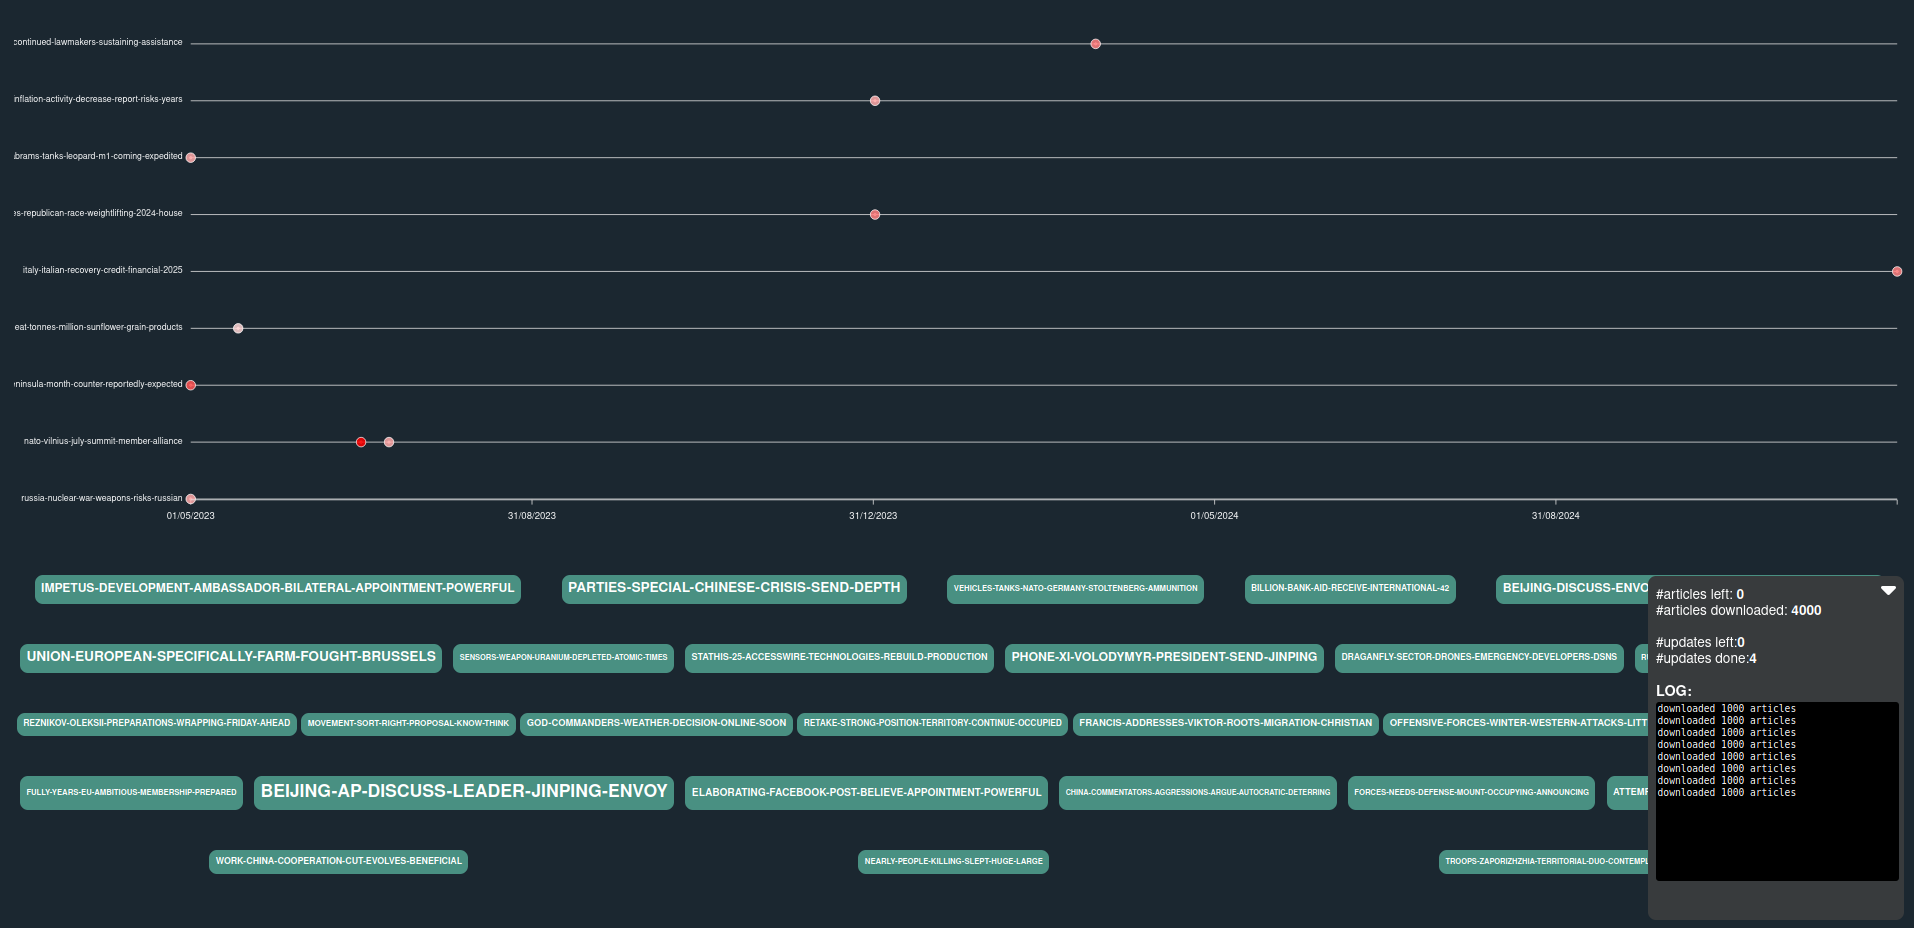 continued-lawmakers-sustaining-assistance
inflation-activity-decrease-report-risks-years
brams-tanks-leopard-m1-coming-expedited
es-republican-race-weightlifting-2024-house
italy-italian-recovery-credit-financial-2025
eat-tonnes-million-sunflower-grain-products
ninsula-month-counter-reportedly-expected
nato-vilnius-july-summit-member-alliance
russia-nuclear-war-weapons-risks-russian
01/05/2023 31/08/2023 31/12/2023 01/05/2024 31/08/2024
IMPETUS-DEVELOPMENT-AMBASSADOR-BILATERAL-APPOINTMENT-POWERFUL PARTIES-SPECIAL-CHINESE-CRISIS-SEND-DEPTH VEHICLES-TANKS-NATO-GERMANY-STOLTENBERG-AMMUNITION BILLION-BANK-AID-RECEIVE-INTERNATIONAL-42 BEIJING-DISCUSS-ENVO
UNION-EUROPEAN-SPECIFICALLY-FARM-FOUGHT-BRUSSELS SENSORS-WEAPON-URANIUM-DEPLETED-ATOMIC-TIMES STATHIS-25-ACCESSWIRE-TECHNOLOGIES-REBUILD-PRODUCTION PHONE-XI-VOLODYMYR-PRESIDENT-SEND-JINPING DRAGANFLY-SECTOR-DRONES-EMERGENCY-DEVELOPERS-DSNS
REZNIKOV-OLEKSII-PREPARATIONS-WRAPPING-FRIDAY-AHEAD MOVEMENT-SORT-RIGHT-PROPOSAL-KNOW-THINK GOD-COMMANDERS-WEATHER-DECISION-ONLINE-SOON RETAKE-STRONG-POSITION-TERRITORY-CONTINUE-OCCUPIED FRANCIS-ADDRESSES-VIKTOR-ROOTS-MIGRATION-CHRISTIAN OFFENSIVE-FORCES-WINTER-WESTERN-ATTACKS-LITT
FULLY-YEARS-EU-AMBITIOUS-MEMBERSHIP-PREPARED BEIJING-AP-DISCUSS-LEADER-JINPING-ENVOY ELABORATING-FACEBOOK-POST-BELIEVE-APPOINTMENT-POWERFUL CHINA-COMMENTATORS-AGGRESSIONS-ARGUE-AUTOCRATIC-DETERRING FORCES-NEEDS-DEFENSE-MOUNT-OCCUPYING-ANNOUNCING ATTEM
WORK-CHINA-COOPERATION-CUT-EVOLVES-BENEFICIAL NEARLY-PEOPLE-KILLING-SLEPT-HUGE-LARGE TROOPS-ZAPORIZHZHIA-TERRITORIAL-DUO-CONTEMPL
#articles left: 0
#articles downloaded: 4000
#updates left:0
#updates done:4
LOG:
downloaded 1000 articles
downloaded 1000 articles
downloaded 1000 articles
downloaded 1000 articles
downloaded 1000 articles
downloaded 1000 articles
downloaded 1000 articles
downloaded 1000 articles